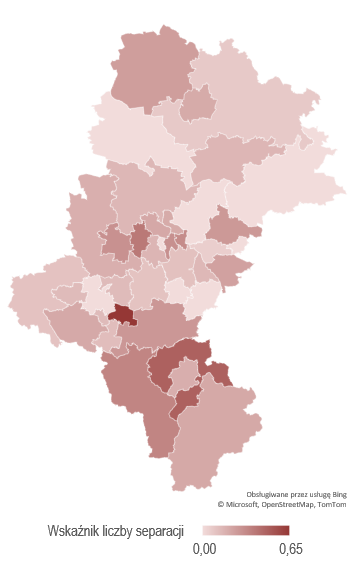 Obsługiwane przez usługę Bing
© Microsoft, OpenStreetMap, TomTom
Wskaźnik liczby separacji
0,00 0,65